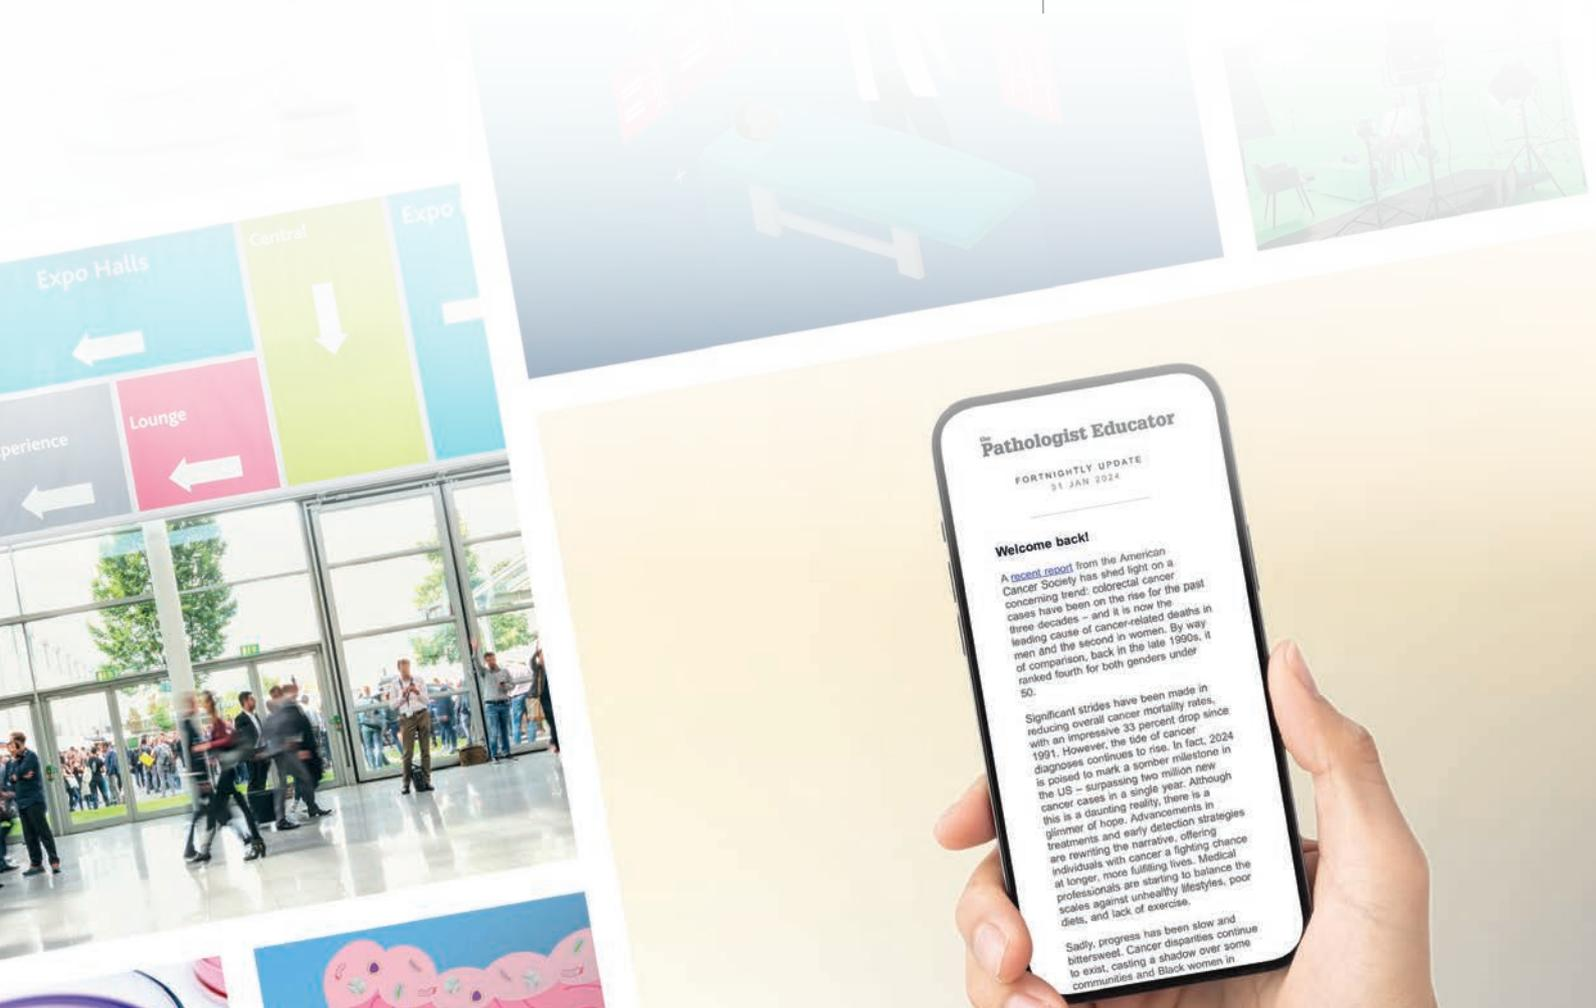 Expo Halls
Central
Expo
perience
Lounge
the
Pathologist Educator
FORTNIGHTLY UPDATE
31 JAN 2024
Welcome back!
A recent report from the American
Cancer Society has shed light on a
concerning trend: colorectal cancer
cases have been on the rise for the past
three decades – and it is now the
leading cause of cancer-related deaths in
men and the second in women. By way
of comparison, back in the late 1990s, it
ranked fourth for both genders under
50.
Significant strides have been made in
reducing overall cancer mortality rates,
with an impressive 33 percent drop since
1991. However, the tide of cancer
diagnoses continues to rise. In fact, 2024
is poised to mark a somber milestone in
the US – surpassing two million new
cancer cases in a single year. Although
this is a daunting reality, there is a
glimmer of hope. Advancements in
treatments and early detection strategies
are rewriting the narrative, offering
individuals with cancer a fighting chance
at longer, more fulfilling lives. Medical
professionals are starting to balance the
scales against unhealthy lifestyles, poor
diets, and lack of exercise.
Sadly, progress has been slow and
bittersweet. Cancer disparities continue
to exist, casting a shadow over some
communities and Black women in